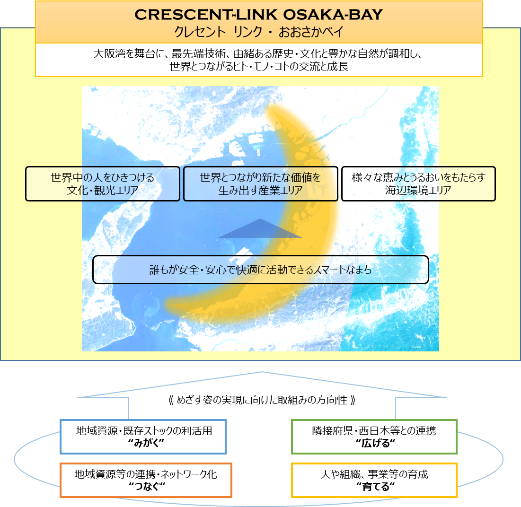 CRESCENT-LINK OSAKA-BAY
クレセント リンク・おおさかベイ
大阪湾を舞台に、最先端技術、由緒ある歴史・文化と豊かな自然が調和し、
世界とつながるヒト・モノ・コトの交流と成長
世界中の人をひきつける
文化・観光エリア
世界とつながり新たな価値を
生み出す産業エリア
様々な恵みとうるおいをもたらす
海辺環境エリア
誰もが安全・安心で快適に活動できるスマートなまち
《めざす姿の実現に向けた取組みの方向性》
地域資源・既存ストックの利活用
“みがく”
隣接府県・西日本等との連携
“広げる”
地域資源等の連携・ネットワーク化
“つなぐ”
人や組織、事業等の育成
“育てる”